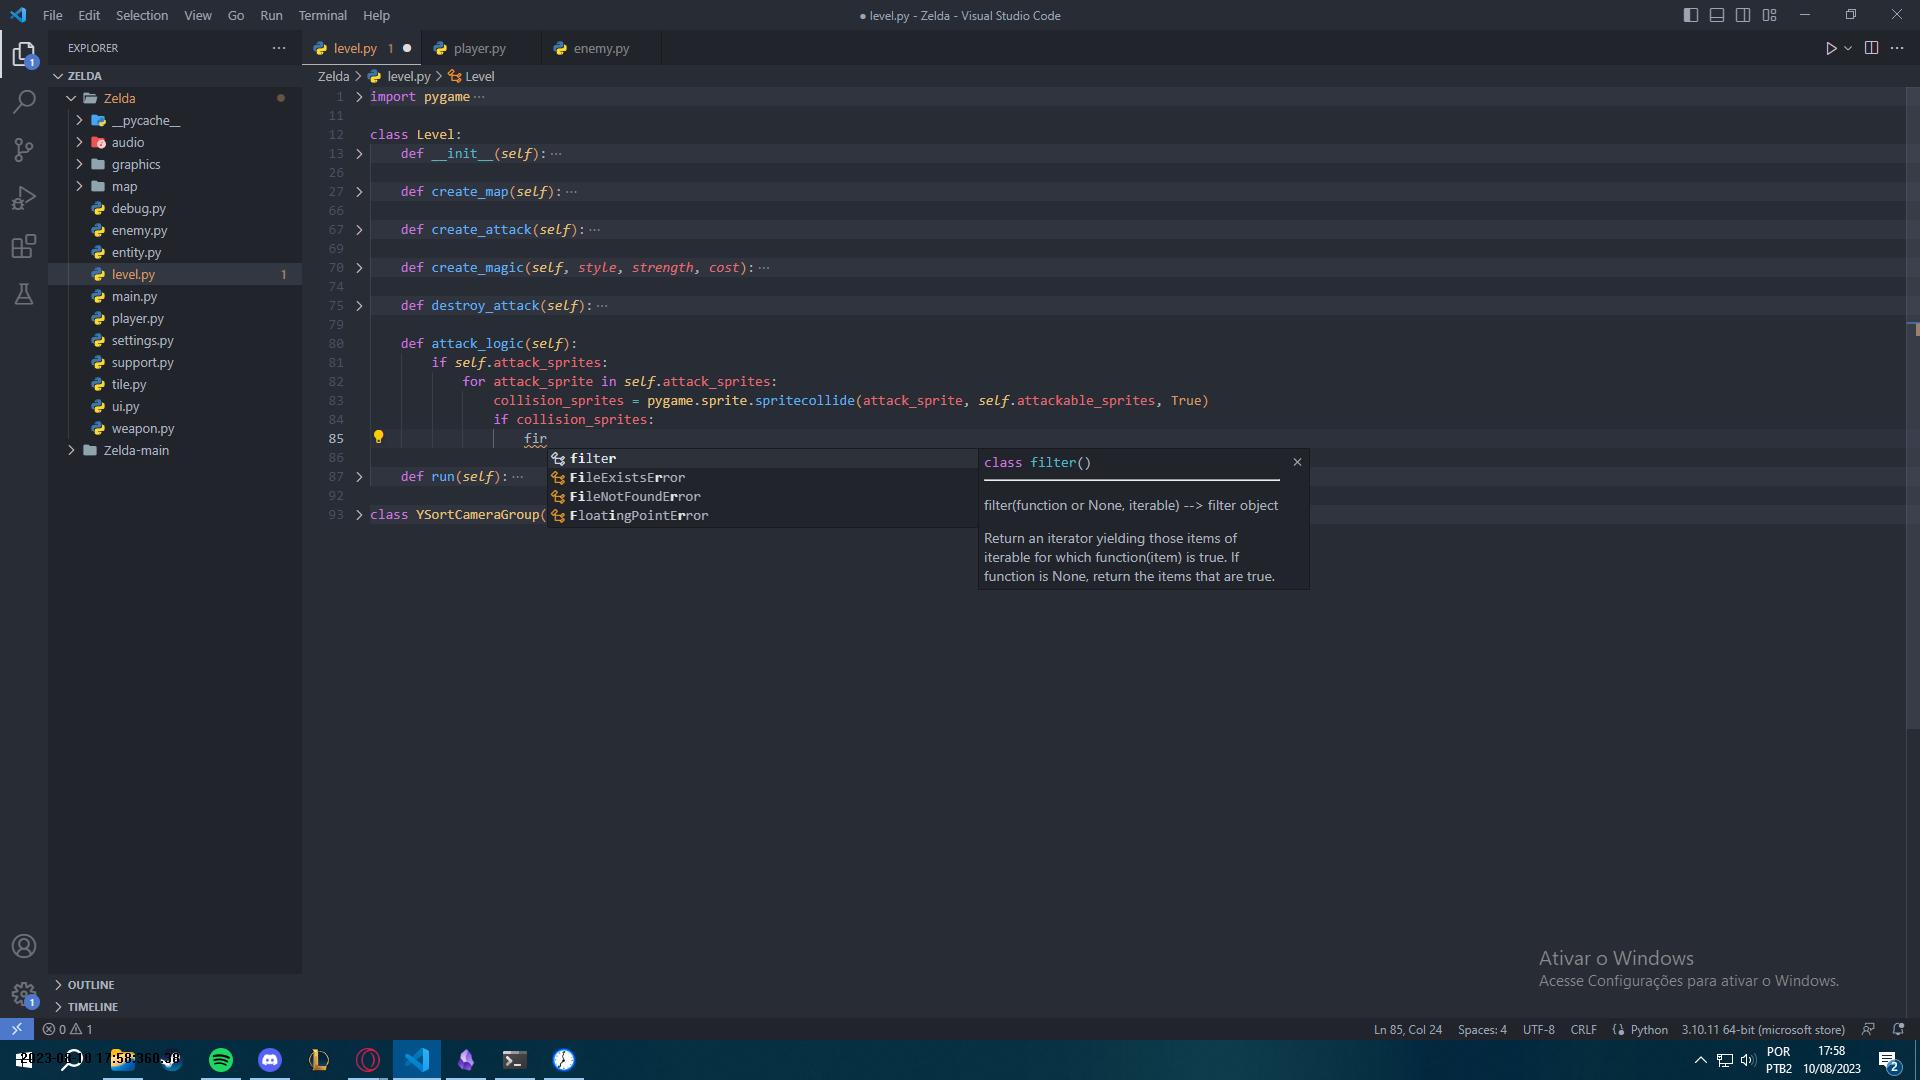 File Edit Selection View Go Run Terminal Help
● level.py - Zelda - Visual Studio Code
EXPLORER
ZELDA
Zelda
__pycache__
audio
graphics
map
debug.py
enemy.py
entity.py
level.py 1
main.py
player.py
settings.py
support.py
tile.py
ui.py
weapon.py
Zelda-main
OUTLINE
TIMELINE
level.py 1 player.py enemy.py
Zelda > level.py > Level
1 import pygame ···
11
12 class Level:
13 def __init__(self): ···
26
27 def create_map(self): ···
66
67 def create_attack(self): ···
69
70 def create_magic(self, style, strength, cost): ···
74
75 def destroy_attack(self): ···
79
80 def attack_logic(self):
81 if self.attack_sprites:
82 for attack_sprite in self.attack_sprites:
83 collision_sprites = pygame.sprite.spritecollide(attack_sprite, self.attackable_sprites, True)
84 if collision_sprites:
85 fir
86
87 def run(self): ···
92
93 class YSortCameraGroup(
filter
FileExistsError
FileNotFoundError
FloatingPointError
class filter()
filter(function or None, iterable) --> filter object
Return an iterator yielding those items of
iterable for which function(item) is true. If
function is None, return the items that are true.
Ativar o Windows
Acesse Configurações para ativar o Windows.
0 1
Ln 85, Col 24 Spaces: 4 UTF-8 CRLF Python 3.10.11 64-bit (microsoft store)
POR
PTB2
17:58
10/08/2023
2